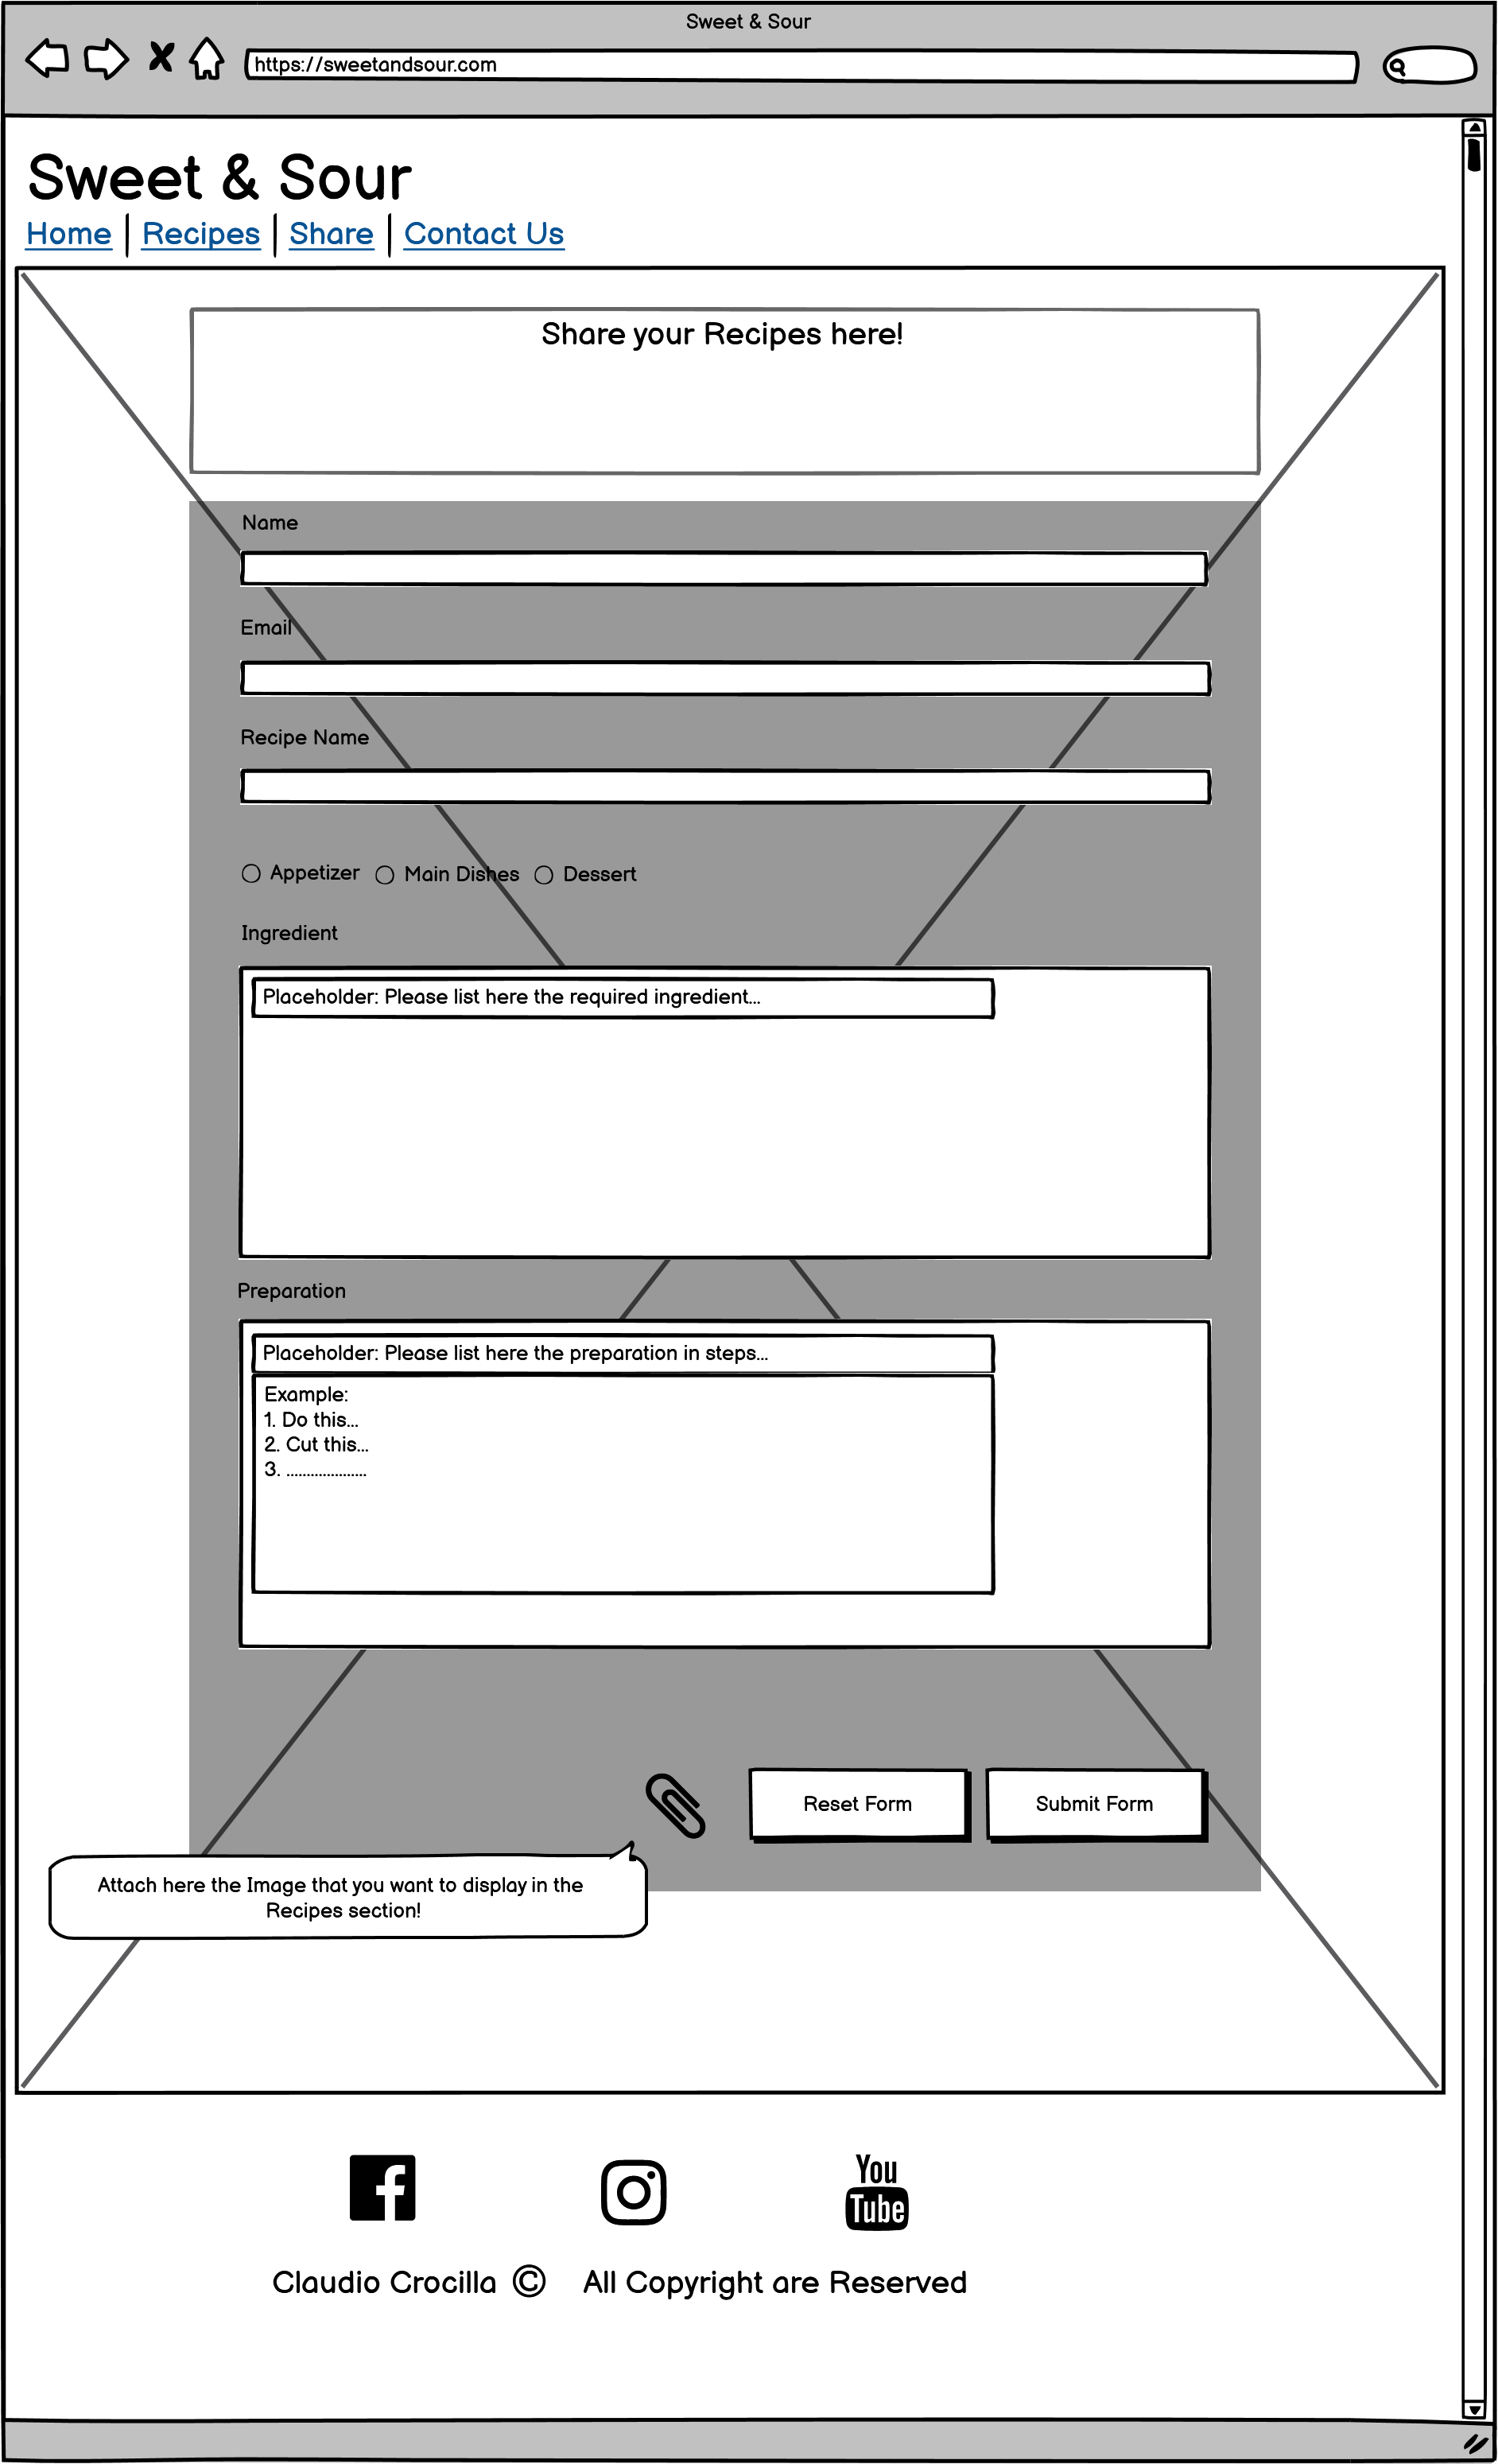 Sweet & Sour
https://sweetandsour.com
Sweet & Sour
Home | Recipes | Share | Contact Us
Share your Recipes here!
Name
Email
Recipe Name
Appetizer Main Dishes Dessert
Ingredient
Placeholder: Please list here the required ingredient...
Preparation
Placeholder: Please list here the preparation in steps...
Example:
1. Do this...
2. Cut this...
3. ....................
Reset Form Submit Form
Attach here the Image that you want to display in the
Recipes section!
You
Tube
Claudio Crocilla © All Copyright are Reserved